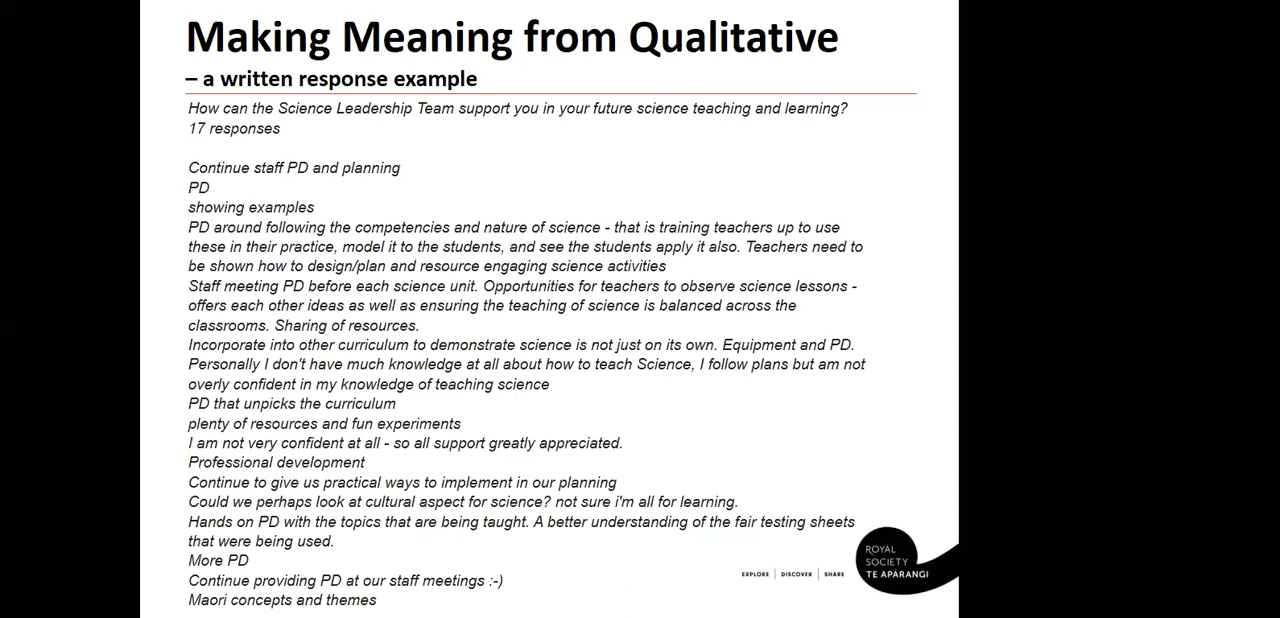 Making Meaning from Qualitative
– a written response example
How can the Science Leadership Team support you in your future science teaching and learning?
17 responses
Continue staff PD and planning
PD
showing examples
PD around following the competencies and nature of science - that is training teachers up to use
these in their practice, model it to the students, and see the students apply it also. Teachers need to
be shown how to design/plan and resource engaging science activities
Staff meeting PD before each science unit. Opportunities for teachers to observe science lessons -
offers each other ideas as well as ensuring the teaching of science is balanced across the
classrooms. Sharing of resources.
Incorporate into other curriculum to demonstrate science is not just on its own. Equipment and PD.
Personally I don't have much knowledge at all about how to teach Science, I follow plans but am not
overly confident in my knowledge of teaching science
PD that unpicks the curriculum
plenty of resources and fun experiments
I am not very confident at all - so all support greatly appreciated.
Professional development
Continue to give us practical ways to implement in our planning
Could we perhaps look at cultural aspect for science? not sure i'm all for learning.
Hands on PD with the topics that are being taught. A better understanding of the fair testing sheets
that were being used.
More PD
Continue providing PD at our staff meetings :-)
Maori concepts and themes
EXPLORE | DISCOVER | SHARE
ROYAL
SOCIETY
TE APĀRANGI